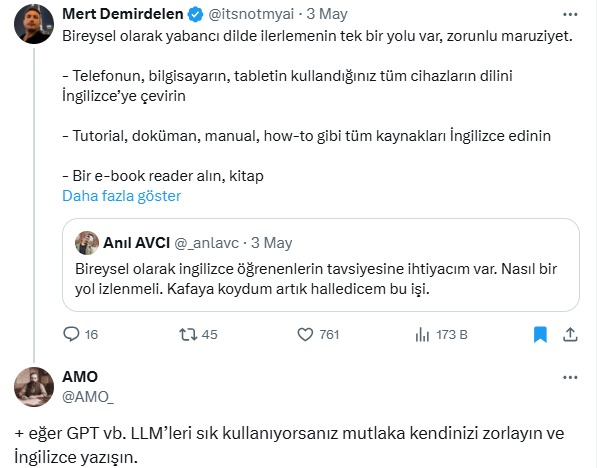 Mert Demirdelen @itsnotmyai · 3 May
Bireysel olarak yabancı dilde ilerlemenin tek bir yolu var, zorunlu maruziyet.
- Telefonun, bilgisayarın, tabletin kullandığınız tüm cihazların dilini
İngilizce'ye çevirin
- Tutorial, doküman, manual, how-to gibi tüm kaynakları İngilizce edinin
- Bir e-book reader alın, kitap
Daha fazla göster
Anıl AVCI @_anlavc · 3 May
Bireysel olarak ingilizce öğrenenlerin tavsiyesine ihtiyacım var. Nasıl bir
yol izlenmeli. Kafaya koydum artık halledicem bu işi.
16 45 761 173 B
AMO
@AMO_
+ eğer GPT vb. LLM'leri sık kullanıyorsanız mutlaka kendinizi zorlayın ve
İngilizce yazışın.